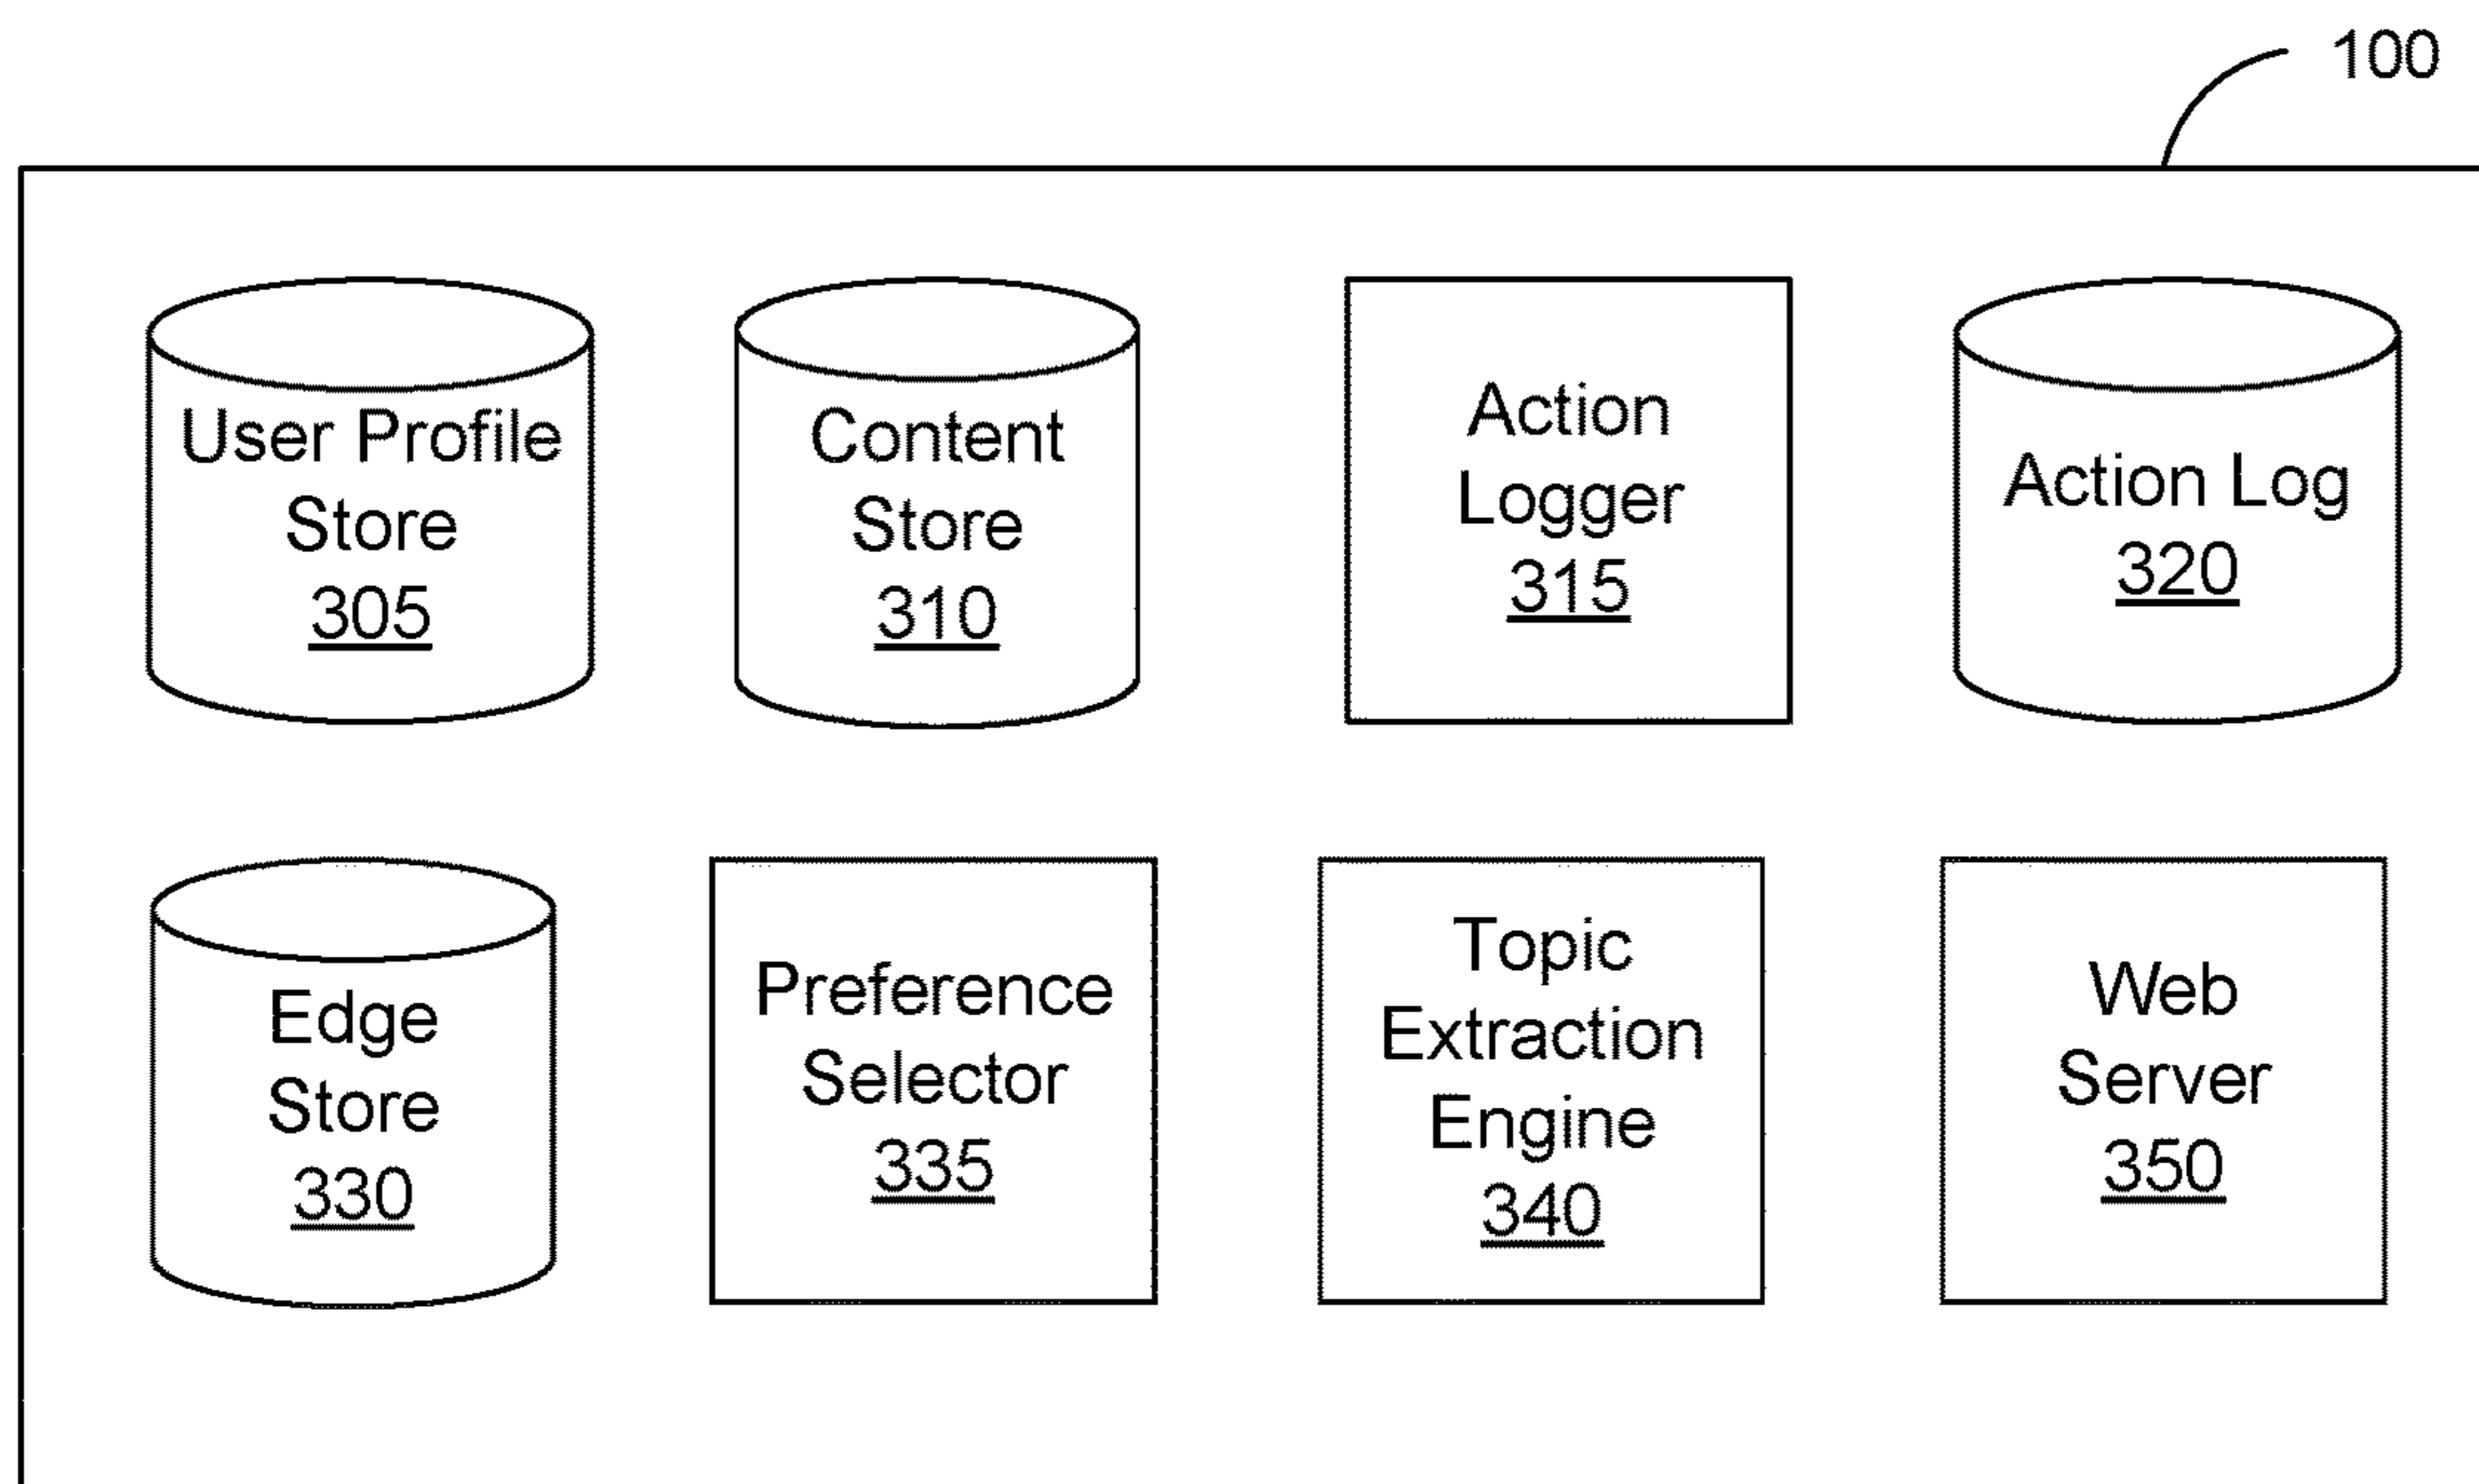 100
User Profile
Store
305
Content
Store
310
Action
Logger
315
Action Log
320
Edge
Store
330
Preference
Selector
335
Topic
Extraction
Engine
340
Web
Server
350